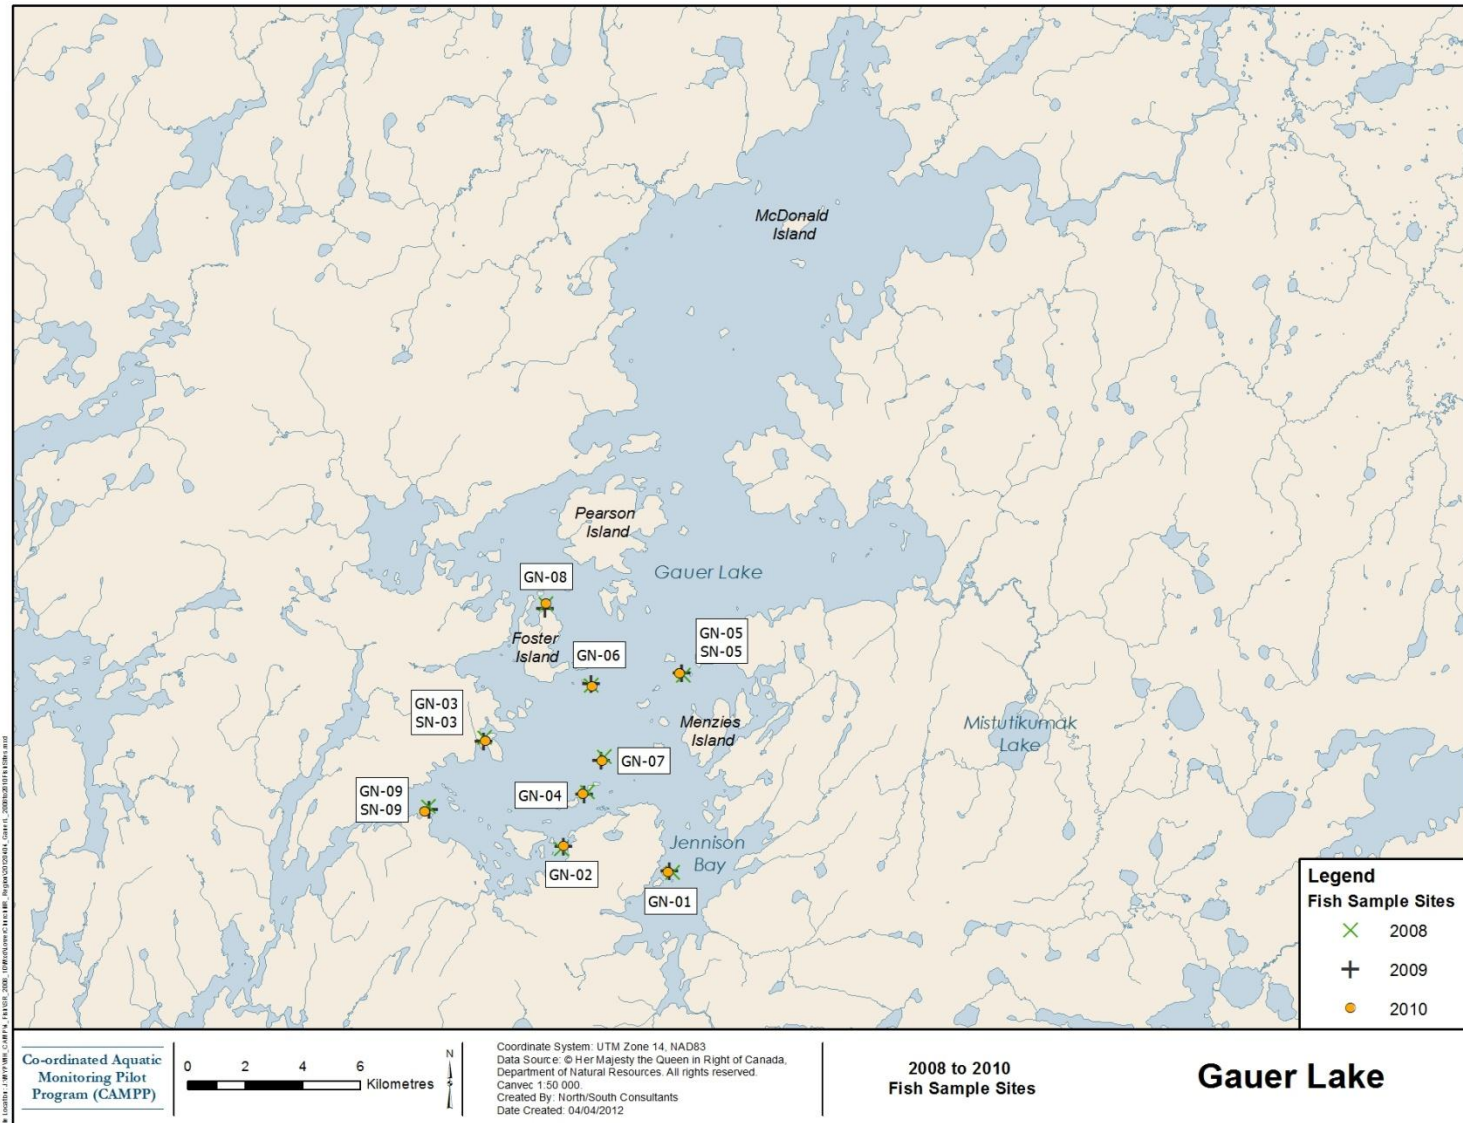 McDonald
Island
Pearson
Island
Gauer Lake
GN-08
Foster
Island
GN-06
GN-05
SN-05
GN-03
SN-03
Menzies
Island
Mistutikumak
Lake
GN-07
GN-09
SN-09
GN-04
Jennison
Bay
GN-02
GN-01
Legend
Fish Sample Sites
2008
2009
2010
Co-ordinated Aquatic
Monitoring Pilot
Program (CAMPP)
0 2 4 6
Kilometres
N
Coordinate System: UTM Zone 14, NAD83
Data Source: © Her Majesty the Queen in Right of Canada,
Department of Natural Resources. All rights reserved.
Canvec 1:50 000.
Created By: North/South Consultants
Date Created: 04/04/2012
2008 to 2010
Fish Sample Sites
Gauer Lake